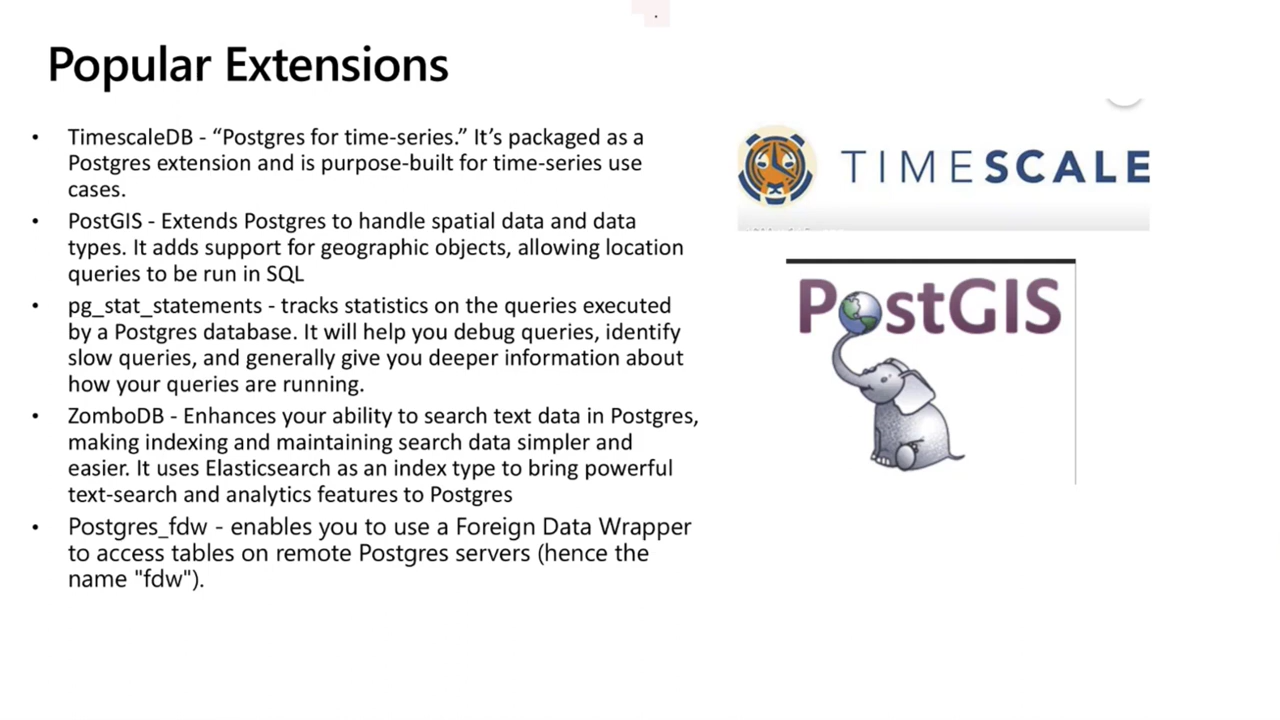 Popular Extensions
• TimescaleDB - “Postgres for time-series.” It’s packaged as a
Postgres extension and is purpose-built for time-series use
cases.
• PostGIS - Extends Postgres to handle spatial data and data
types. It adds support for geographic objects, allowing location
queries to be run in SQL
• pg_stat_statements - tracks statistics on the queries executed
by a Postgres database. It will help you debug queries, identify
slow queries, and generally give you deeper information about
how your queries are running.
• ZomboDB - Enhances your ability to search text data in Postgres,
making indexing and maintaining search data simpler and
easier. It uses Elasticsearch as an index type to bring powerful
text-search and analytics features to Postgres
• Postgres_fdw - enables you to use a Foreign Data Wrapper
to access tables on remote Postgres servers (hence the
name "fdw").
TIMESCALE
PostGIS